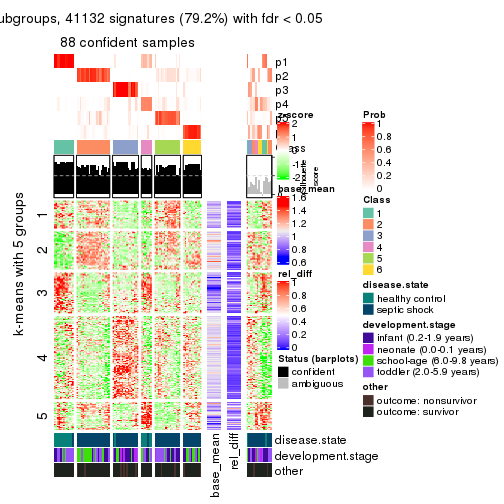 ubgroups, 41132 signatures (79.2%) with fdr < 0.05
88 confident samples
p1
p2
p3
p4
z-score
2
1
0
-2
Class
silhouette
score
base_mean
1.6
1.4
1.2
1
0.8
0.6
rel_diff
1
0.8
0.6
0.4
0.2
0
Status (barplots)
confident
ambiguous
Prob
1
0.8
0.6
0.4
0.2
0
Class
1
2
3
4
5
6
disease.state
healthy control
septic shock
development.stage
infant (0.2-1.9 years)
neonate (0.0-0.1 years)
school-age (6.0-9.8 years)
toddler (2.0-5.9 years)
other
outcome: nonsurvivor
outcome: survivor
k-means with 5 groups
1
2
3
4
5
disease.state
development.stage
other
base_mean
rel_diff